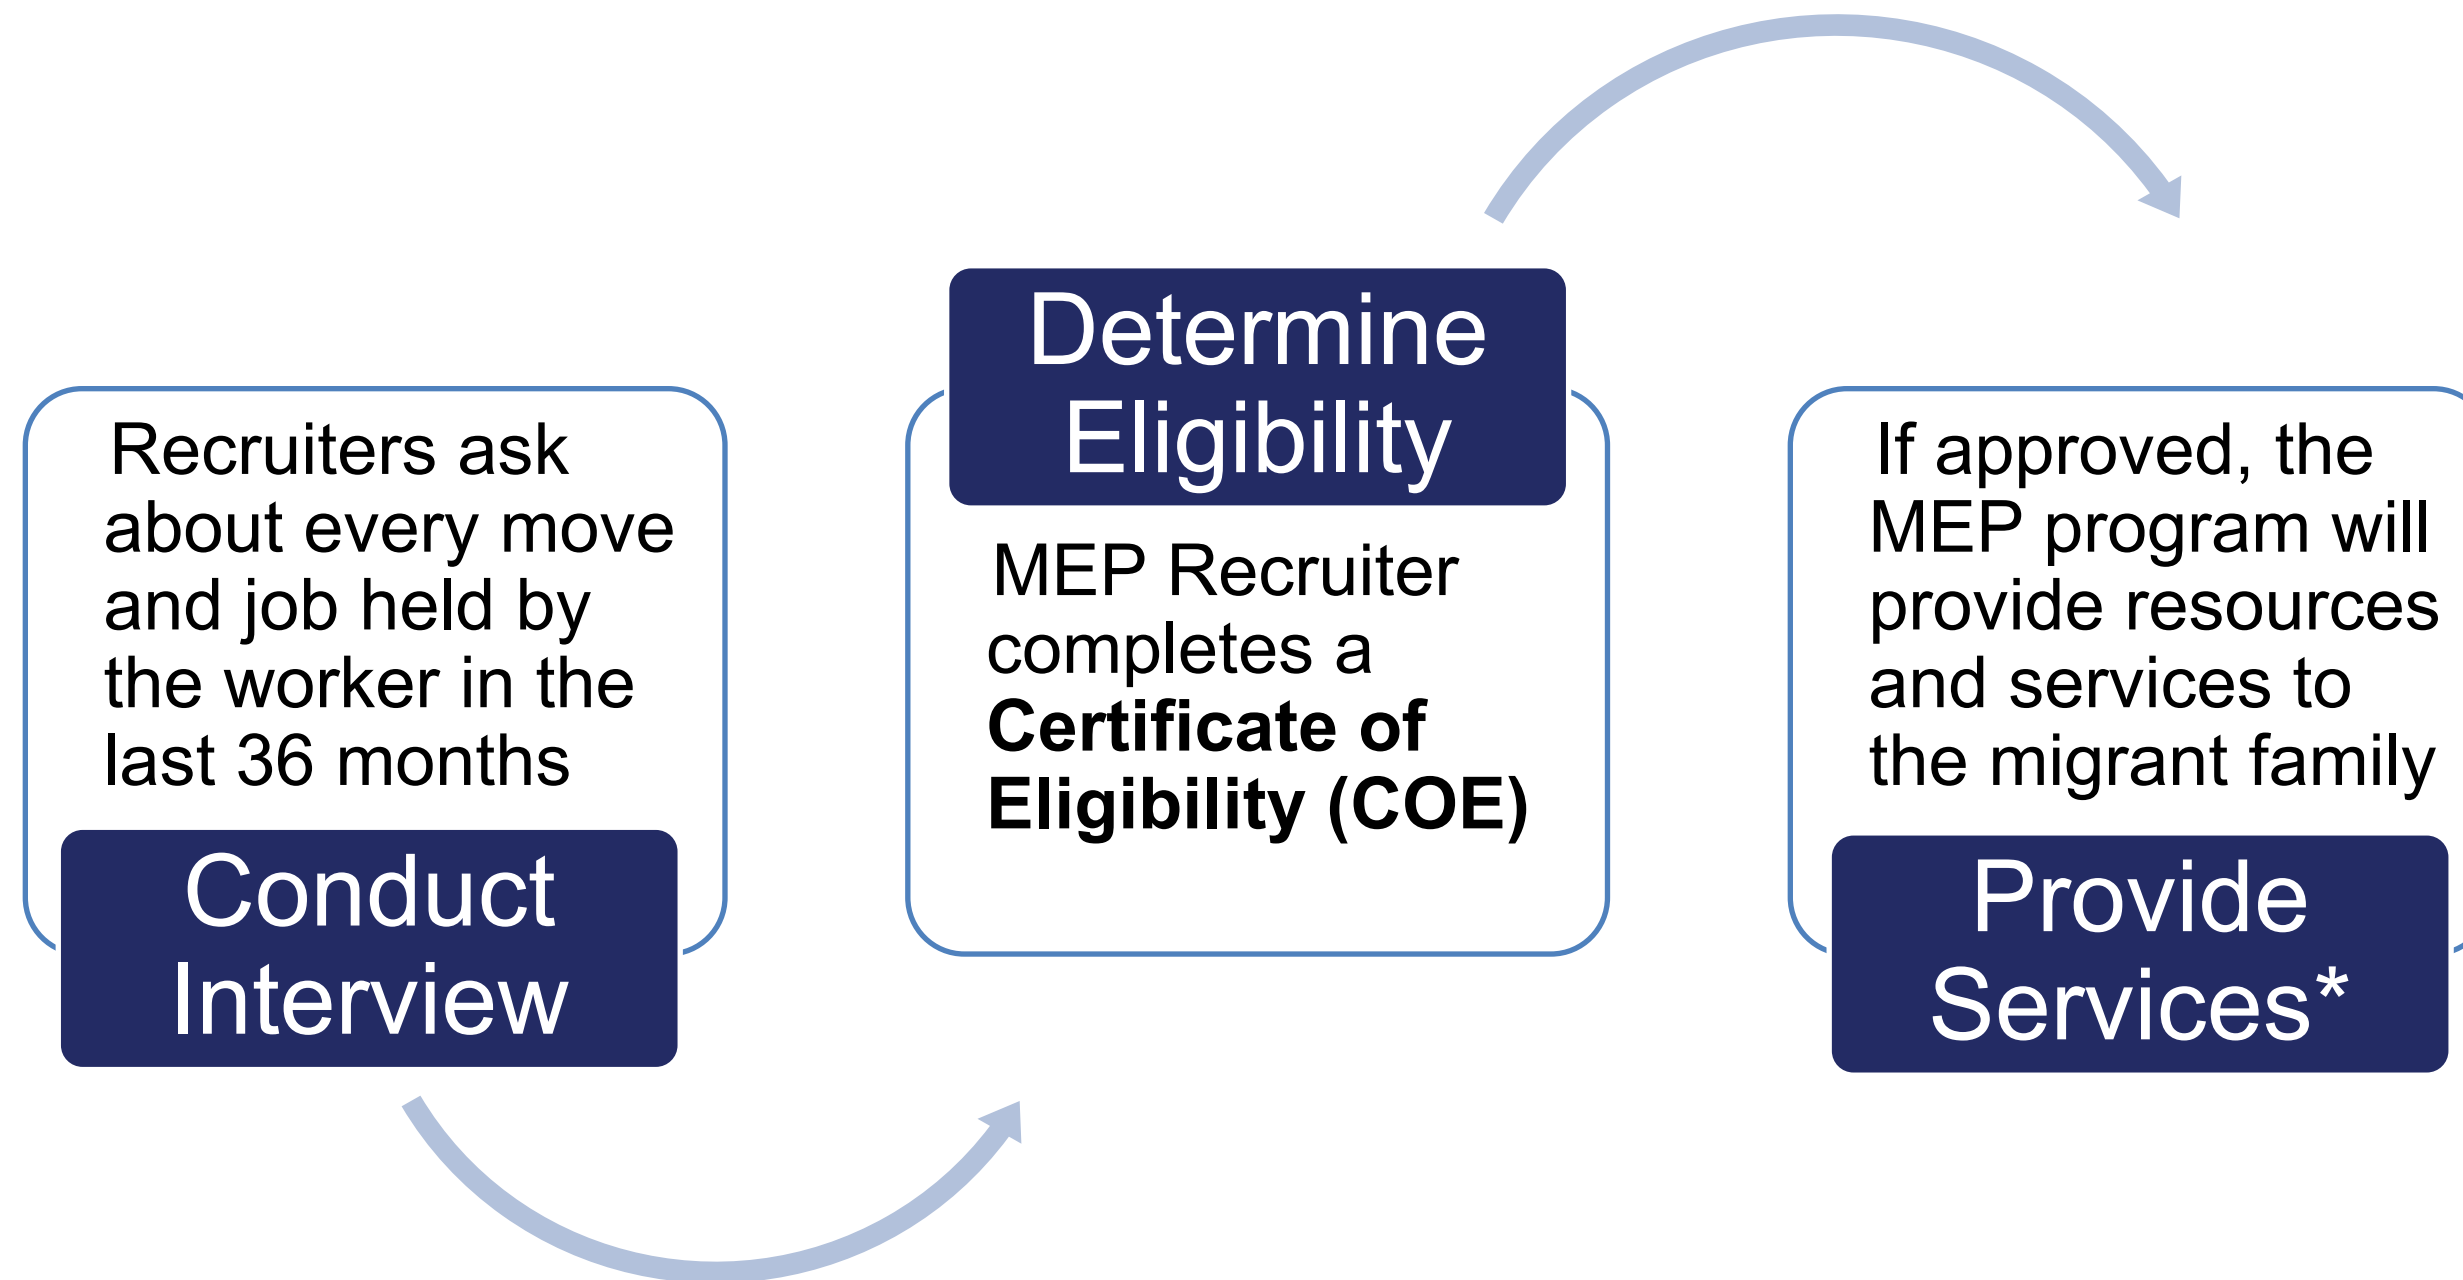 Recruiters ask
about every move
and job held by
the worker in the
last 36 months
Conduct
Interview
Determine
Eligibility
MEP Recruiter
completes a
Certificate of
Eligibility (COE)
If approved, the
MEP program will
provide resources
and services to
the migrant family
Provide
Services*